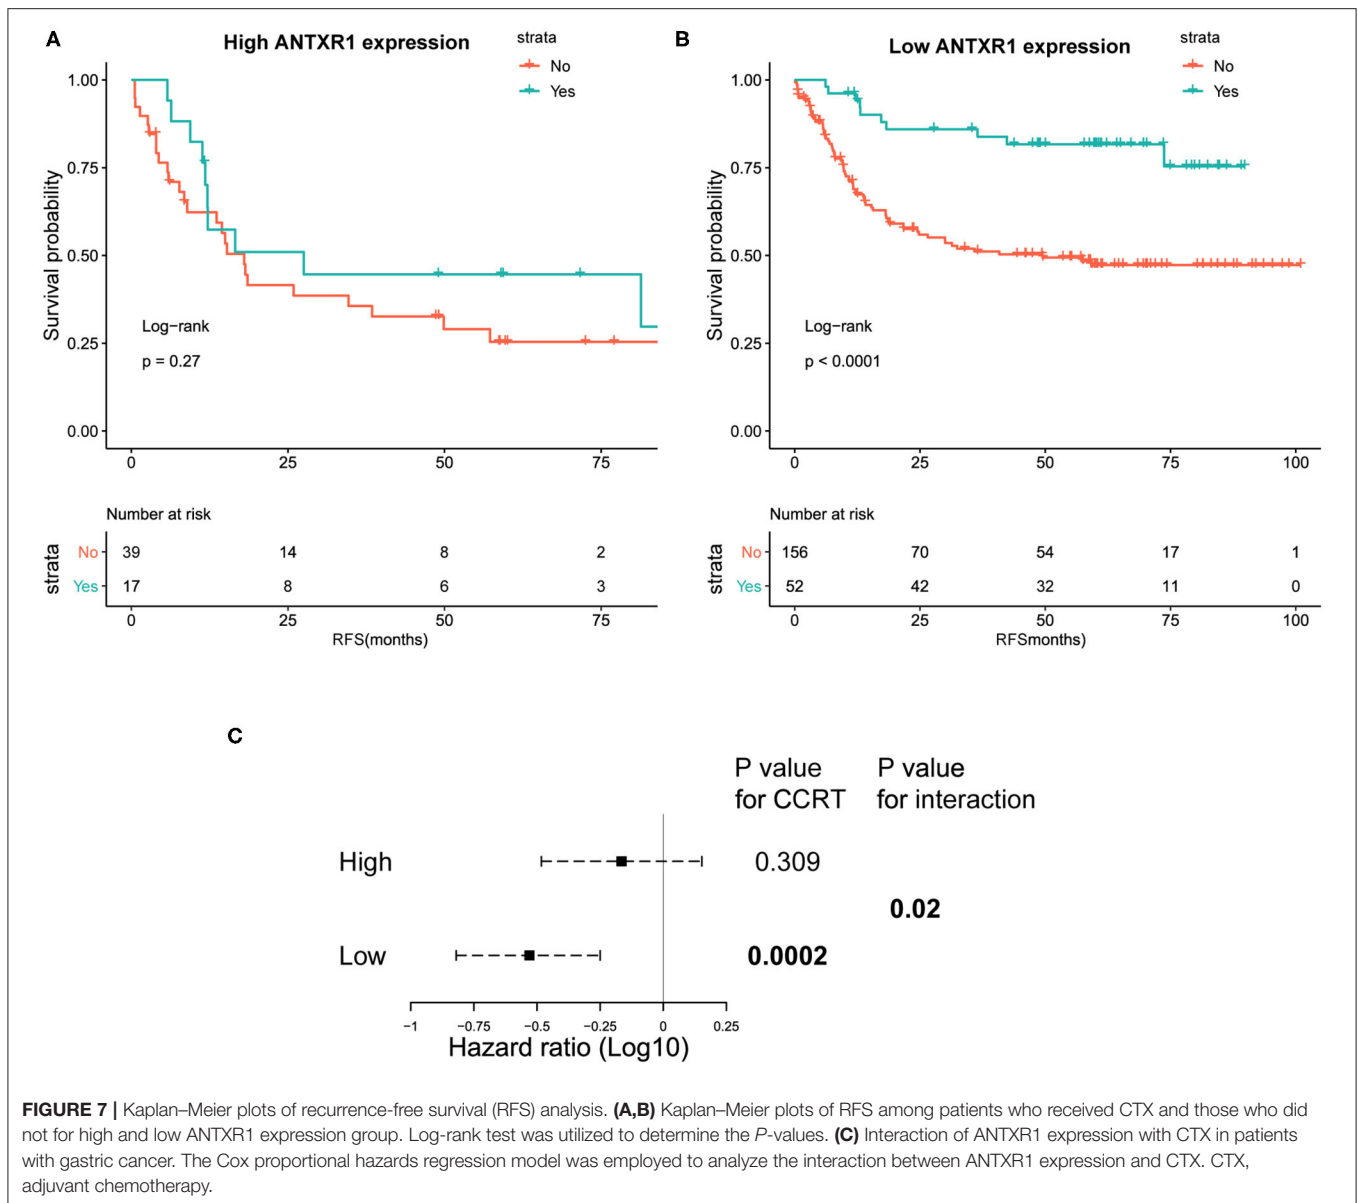 A
High ANTXR1 expression
strata
No
Yes
1.00
0.75
0.50
0.25
0.00
Survival probability
Log-rank
p = 0.27
0 25 50 75
Number at risk
strata
No 39 14 8 2
Yes 17 8 6 3
0 25 50 75
RFS(months)
B
Low ANTXR1 expression
strata
No
Yes
1.00
0.75
0.50
0.25
0.00
Survival probability
Log-rank
p < 0.0001
0 25 50 75 100
Number at risk
strata
No 156 70 54 17 1
Yes 52 42 32 11 0
0 25 50 75 100
RFSmonths)
C
P value
for CCRT
P value
for interaction
High 0.309
0.02
Low 0.0002
−1 −0.75 −0.5 −0.25 0 0.25
Hazard ratio (Log10)
FIGURE 7 | Kaplan–Meier plots of recurrence-free survival (RFS) analysis. (A,B) Kaplan–Meier plots of RFS among patients who received CTX and those who did
not for high and low ANTXR1 expression group. Log-rank test was utilized to determine the P-values. (C) Interaction of ANTXR1 expression with CTX in patients
with gastric cancer. The Cox proportional hazards regression model was employed to analyze the interaction between ANTXR1 expression and CTX. CTX,
adjuvant chemotherapy.